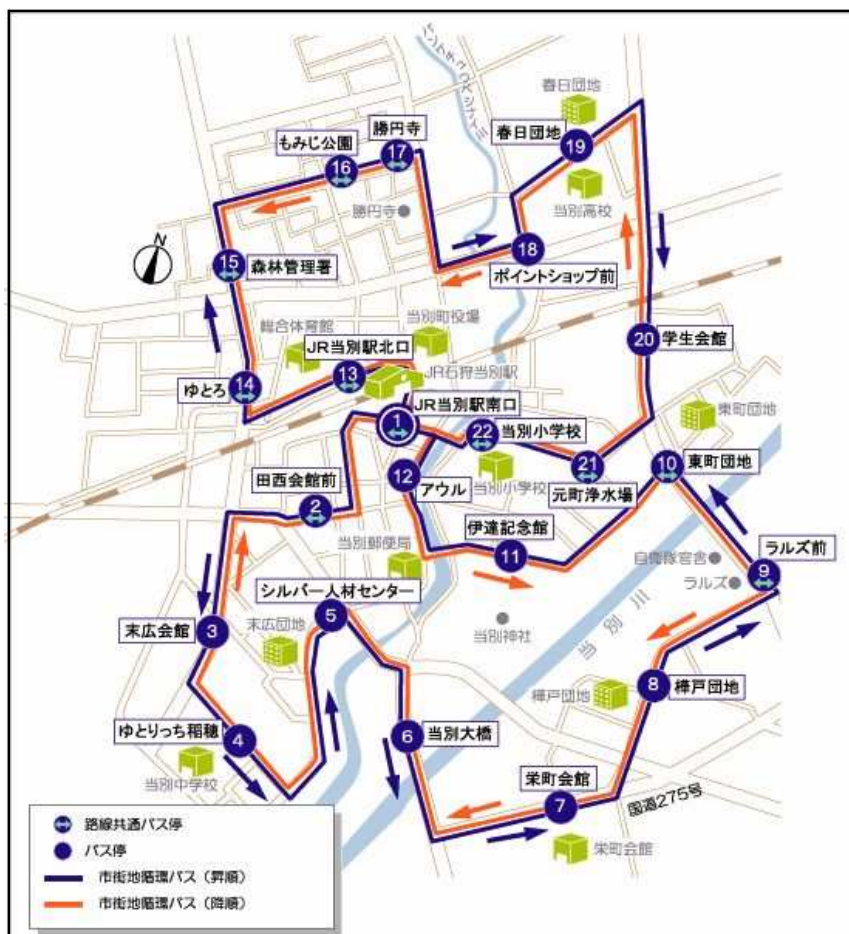 春日団地
春日団地
19
勝円寺
17
もみじ公園
16
勝円寺
当別高校
18
ポイントショップ前
N
15
森林管理署
総合体育館
当別町役場
JR当別駅北口
13
JR石狩当別駅
20
学生会館
ゆとろ
14
JR当別駅南口
1
22
当別小学校
東町団地
当別小学校
21
元町浄水場
10
東町団地
12
アウル
田西会館前
2
伊達記念館
11
当別郵便局
自衛隊官舎
ラルズ
ラルズ前
9
シルバー人材センター
5
末広会館
3
末広団地
当別神社
当別川
8
樺戸団地
樺戸団地
ゆとりっち稲穂
4
当別中学校
6
当別大橋
栄町会館
7
国道275号
栄町会館
路線共通バス停
バス停
市街地循環バス（昇順）
市街地循環バス（降順）